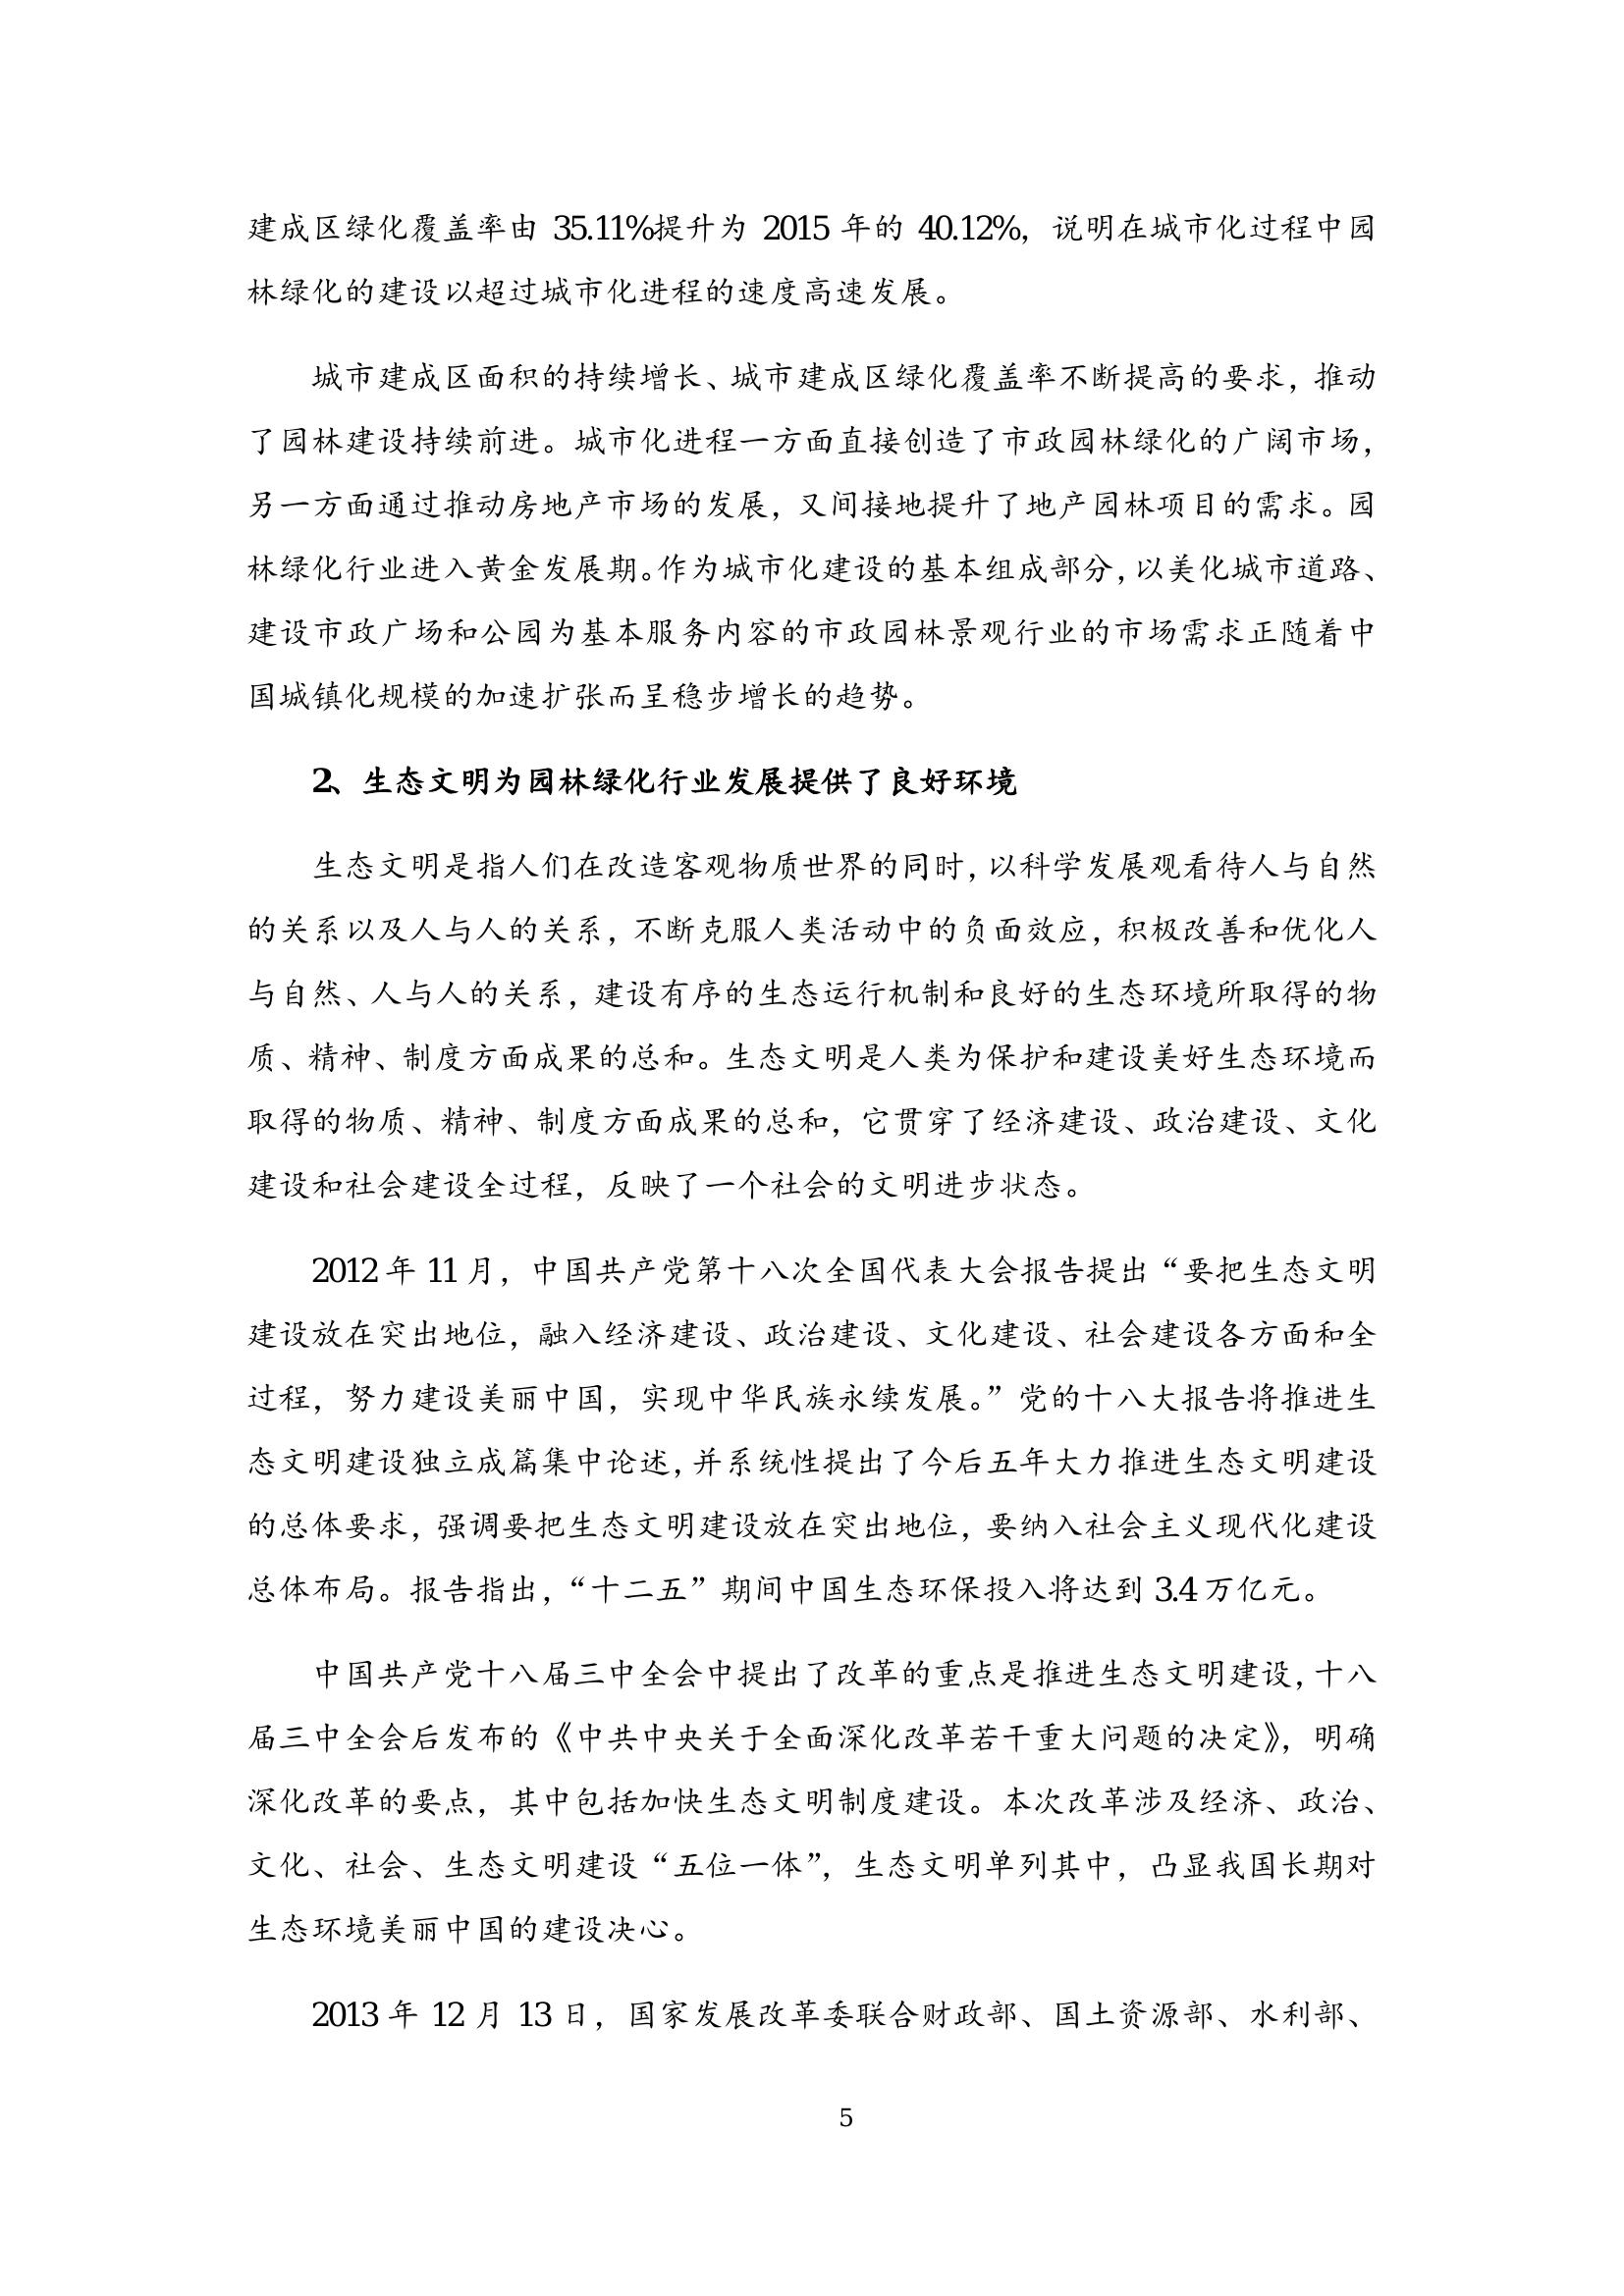 建成区绿化覆盖率由 35.11%提升为 2015 年的 40.12%，说明在城市化过程中园
林绿化的建设以超过城市化进程的速度高速发展。
城市建成区面积的持续增长、城市建成区绿化覆盖率不断提高的要求，推动
了园林建设持续前进。城市化进程一方面直接创造了市政园林绿化的广阔市场，
另一方面通过推动房地产市场的发展，又间接地提升了地产园林项目的需求。园
林绿化行业进入黄金发展期。作为城市化建设的基本组成部分，以美化城市道路、
建设市政广场和公园为基本服务内容的市政园林景观行业的市场需求正随着中
国城镇化规模的加速扩张而呈稳步增长的趋势。
2、生态文明为园林绿化行业发展提供了良好环境
生态文明是指人们在改造客观物质世界的同时，以科学发展观看待人与自然
的关系以及人与人的关系，不断克服人类活动中的负面效应，积极改善和优化人
与自然、人与人的关系，建设有序的生态运行机制和良好的生态环境所取得的物
质、精神、制度方面成果的总和。生态文明是人类为保护和建设美好生态环境而
取得的物质、精神、制度方面成果的总和，它贯穿了经济建设、政治建设、文化
建设和社会建设全过程，反映了一个社会的文明进步状态。
2012 年 11 月，中国共产党第十八次全国代表大会报告提出“要把生态文明
建设放在突出地位，融入经济建设、政治建设、文化建设、社会建设各方面和全
过程，努力建设美丽中国，实现中华民族永续发展。”党的十八大报告将推进生
态文明建设独立成篇集中论述，并系统性提出了今后五年大力推进生态文明建设
的总体要求，强调要把生态文明建设放在突出地位，要纳入社会主义现代化建设
总体布局。报告指出，“十二五”期间中国生态环保投入将达到 3.4 万亿元。
中国共产党十八届三中全会中提出了改革的重点是推进生态文明建设，十八
届三中全会后发布的《中共中央关于全面深化改革若干重大问题的决定》，明确
深化改革的要点，其中包括加快生态文明制度建设。本次改革涉及经济、政治、
文化、社会、生态文明建设“五位一体”，生态文明单列其中，凸显我国长期对
生态环境美丽中国的建设决心。
2013 年 12 月 13 日，国家发展改革委联合财政部、国土资源部、水利部、
5